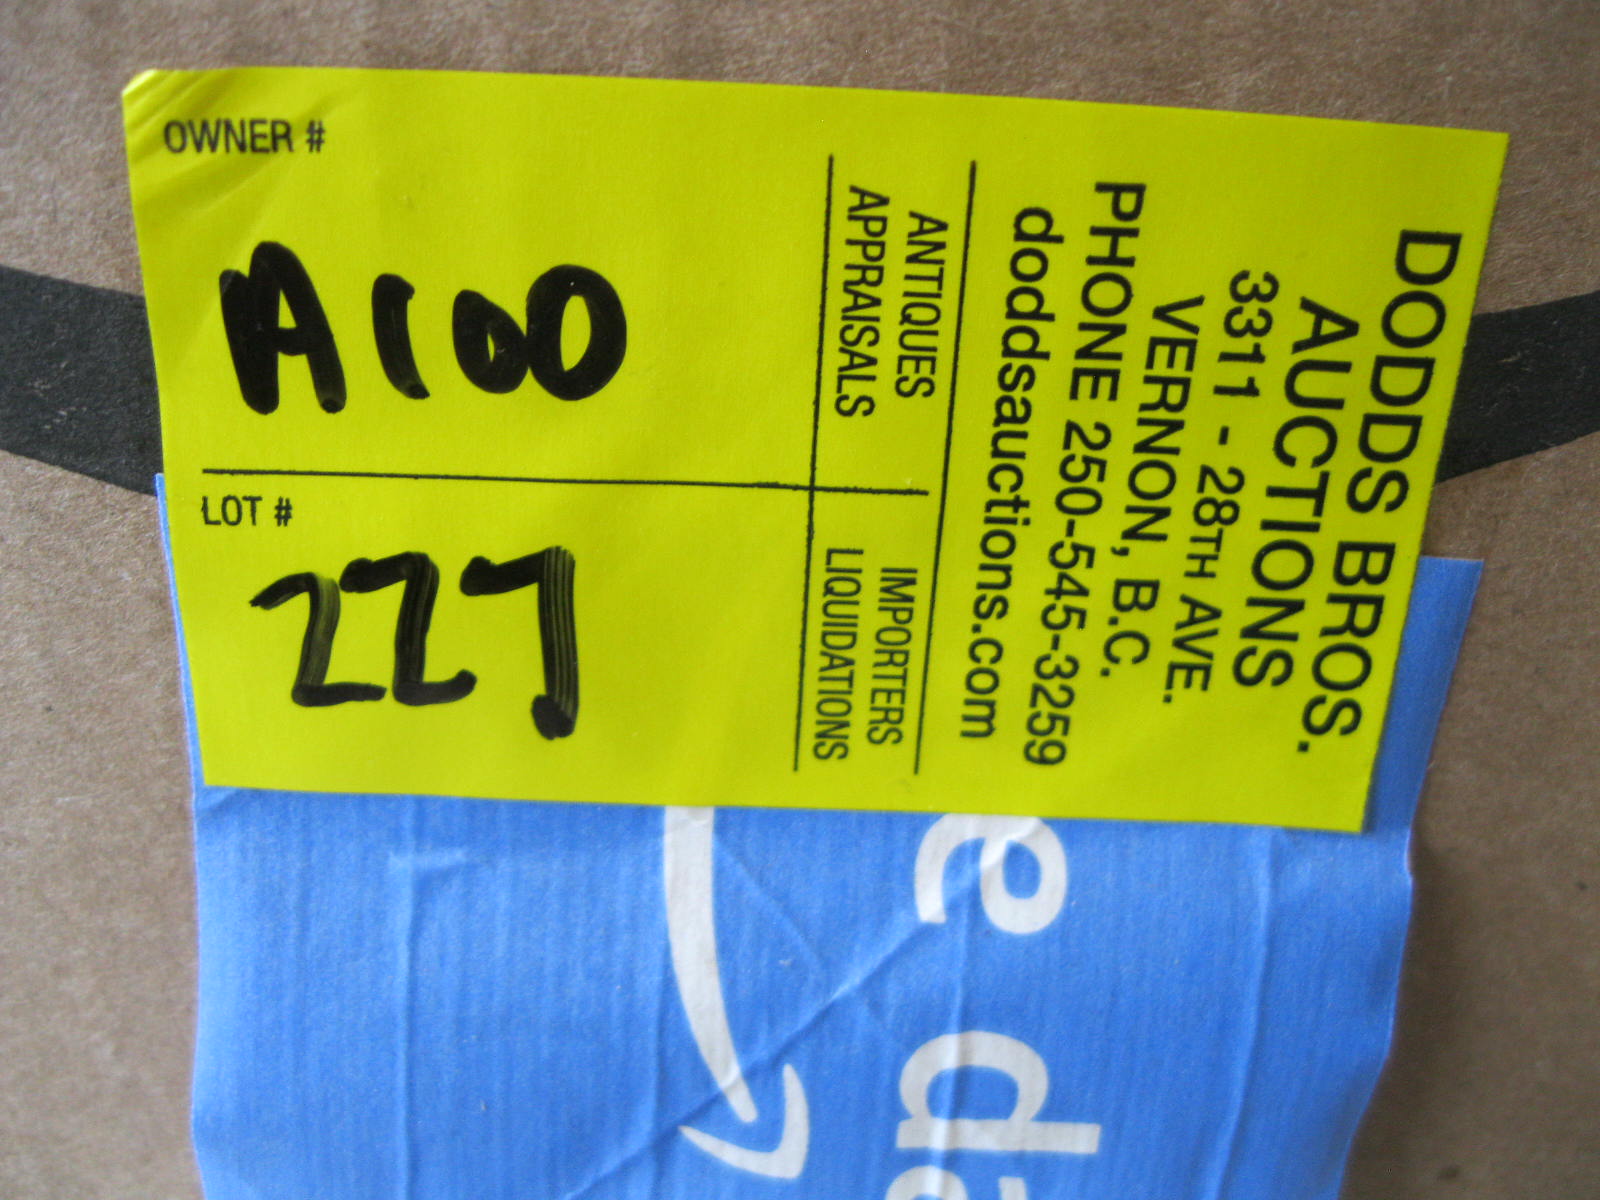 OWNER #
A100
LOT #
227
DODDS BROS.
AUCTIONS
3311 - 28TH AVE.
VERNON, B.C.
PHONE 250-545-3259
doddsauctions.com
ANTIQUES
APPRAISALS
IMPORTERS
LIQUIDATIONS